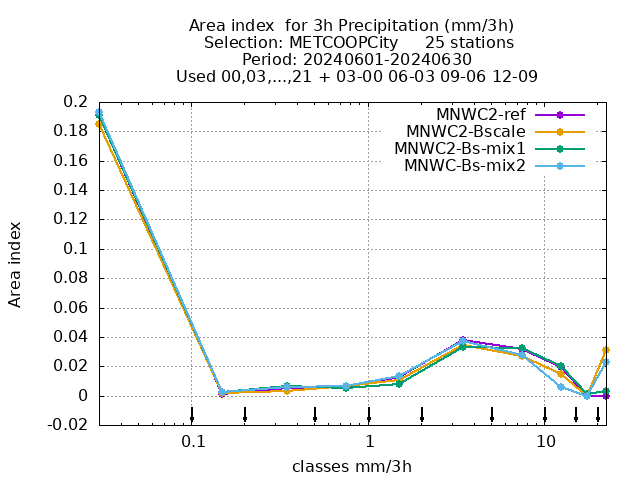 Area index  for 3h Precipitation (mm/3h)
Selection: METCOOPCity     25 stations
Period: 20240601-20240630
Used 00,03,...,21 + 03-00 06-03 09-06 12-09
MNWC2-ref
MNWC2-Bscale
MNWC2-Bs-mix1
MNWC-Bs-mix2
0.2
0.18
0.16
0.14
0.12
0.1
0.08
0.06
0.04
0.02
0
-0.02
Area index
0.1
1
10
classes mm/3h